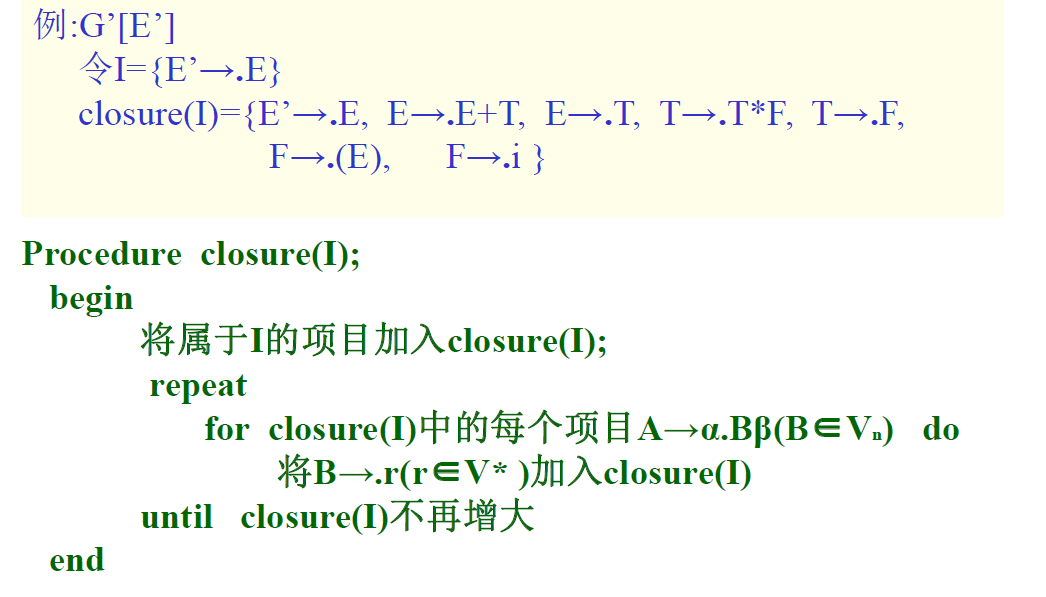 例:G’[E’]
令I={E’→.E}
closure(I)={E’→.E, E→.E+T, E→.T, T→.T*F, T→.F,
F→.(E), F→.i }
Procedure closure(I);
begin
将属于I的项目加入closure(I);
repeat
for closure(I)中的每个项目A→α.Bβ(B∈Vₙ) do
将B→.r(r∈V* )加入closure(I)
until closure(I)不再增大
end